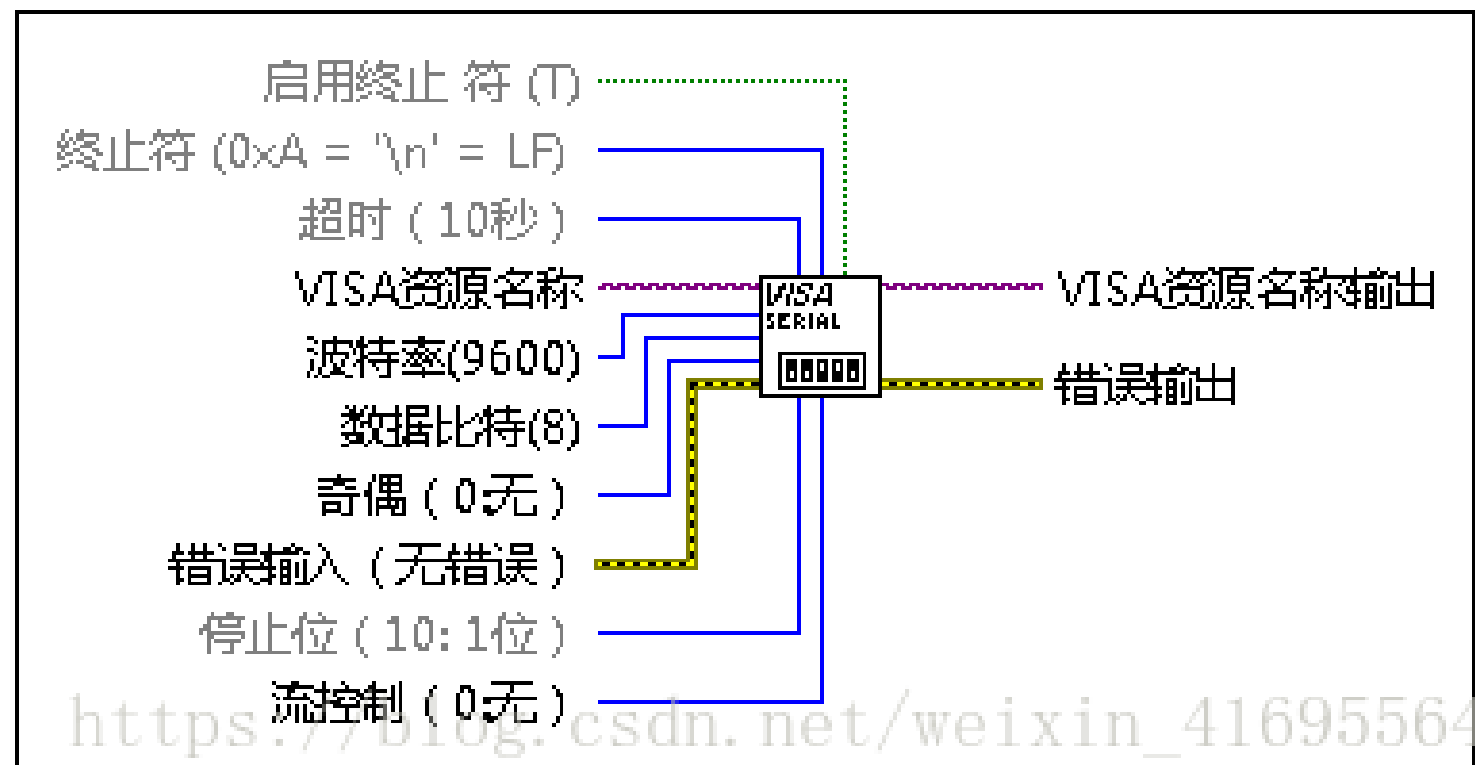 启用终止 符 (T)
终止符 (0xA = '\n' = LF)
超时 ( 10秒 )
VISA资源名称
波特率(9600)
数据比特(8)
奇偶 ( 0:无 )
错误输入 ( 无错误 )
停止位 ( 10: 1位 )
流控制 ( 0:无 )
VISA
SERIAL
VISA资源名称输出
错误输出
https://blog.csdn.net/weixin_41695564